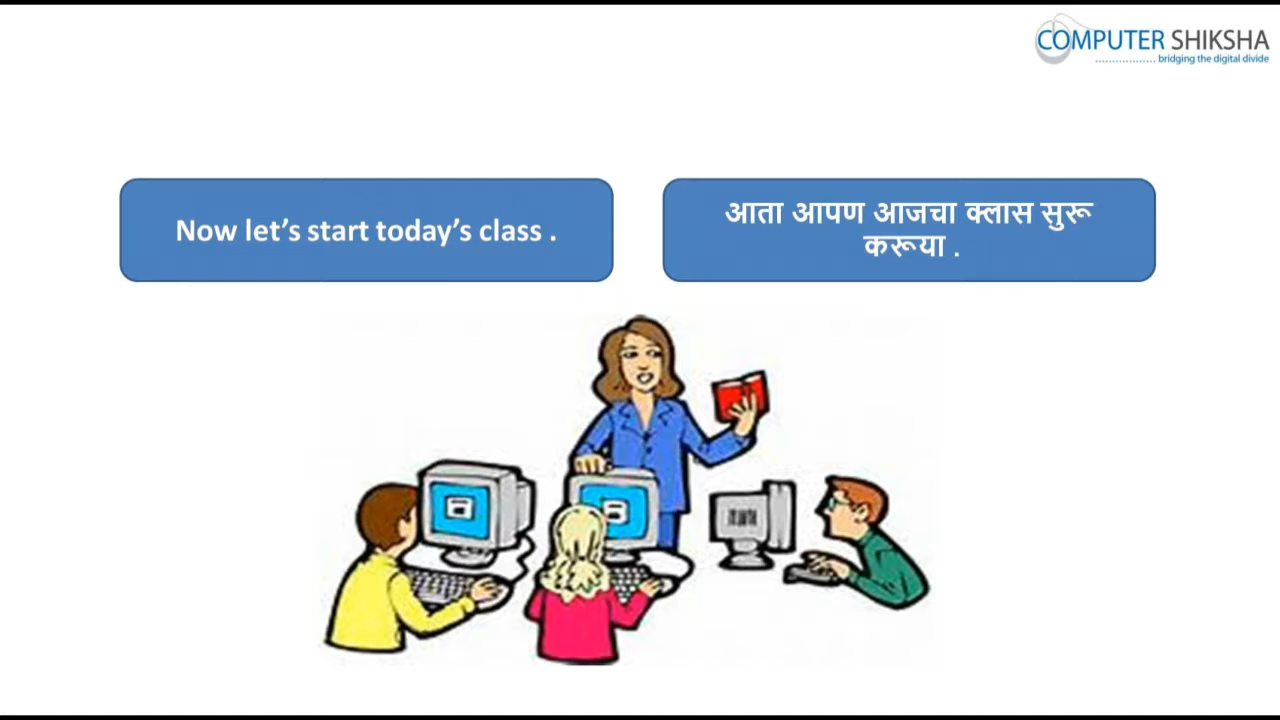 COMPUTER SHIKSHA
bridging the digital divide
Now let's start today's class .
आता आपण आजचा क्लास सुरू
करूया .